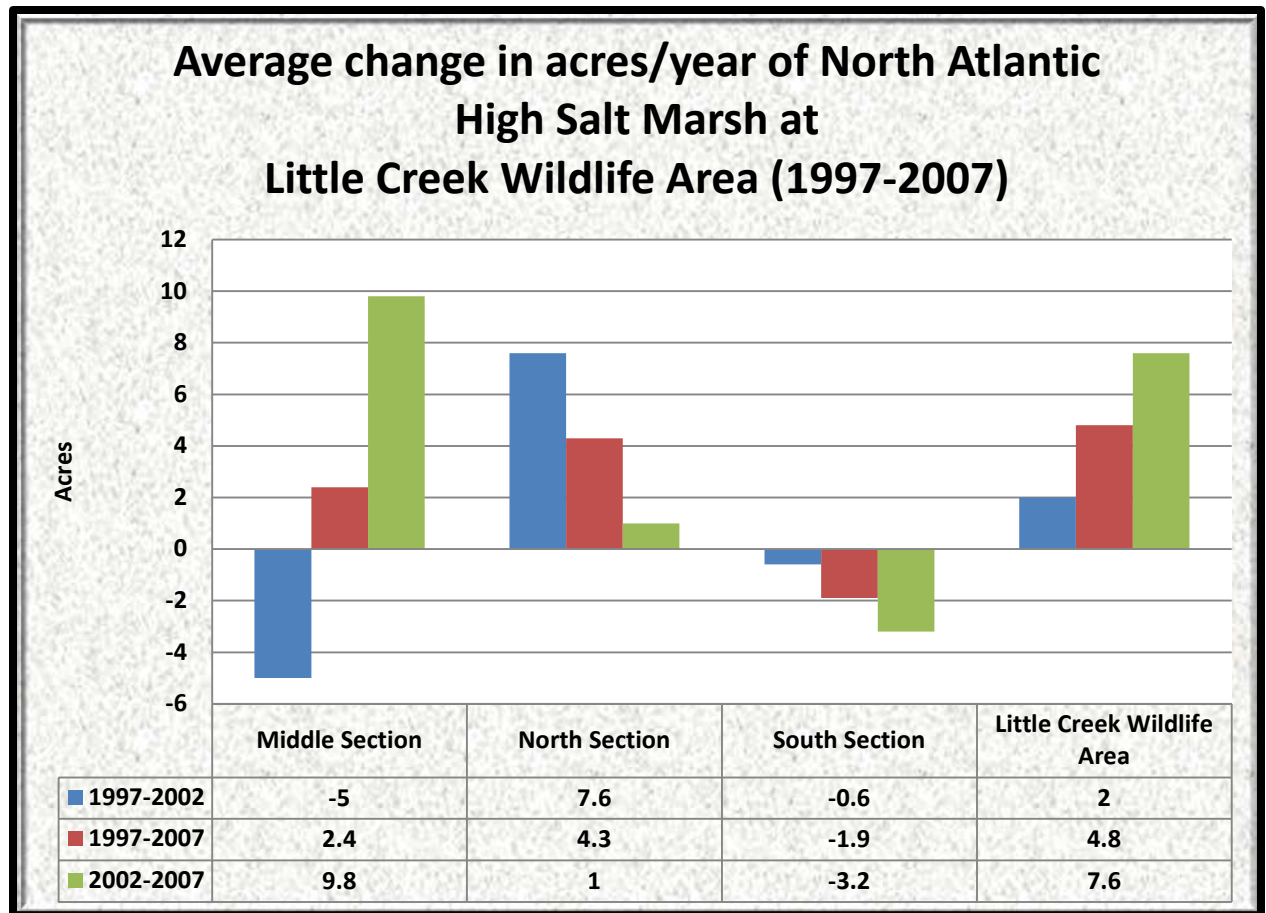 Average change in acres/year of North Atlantic
High Salt Marsh at
Little Creek Wildlife Area (1997-2007)
12
10
8
6
4
2
0
-2
-4
-6
Acres
Middle Section North Section South Section Little Creek Wildlife
Area
1997-2002 -5 7.6 -0.6 2
1997-2007 2.4 4.3 -1.9 4.8
2002-2007 9.8 1 -3.2 7.6